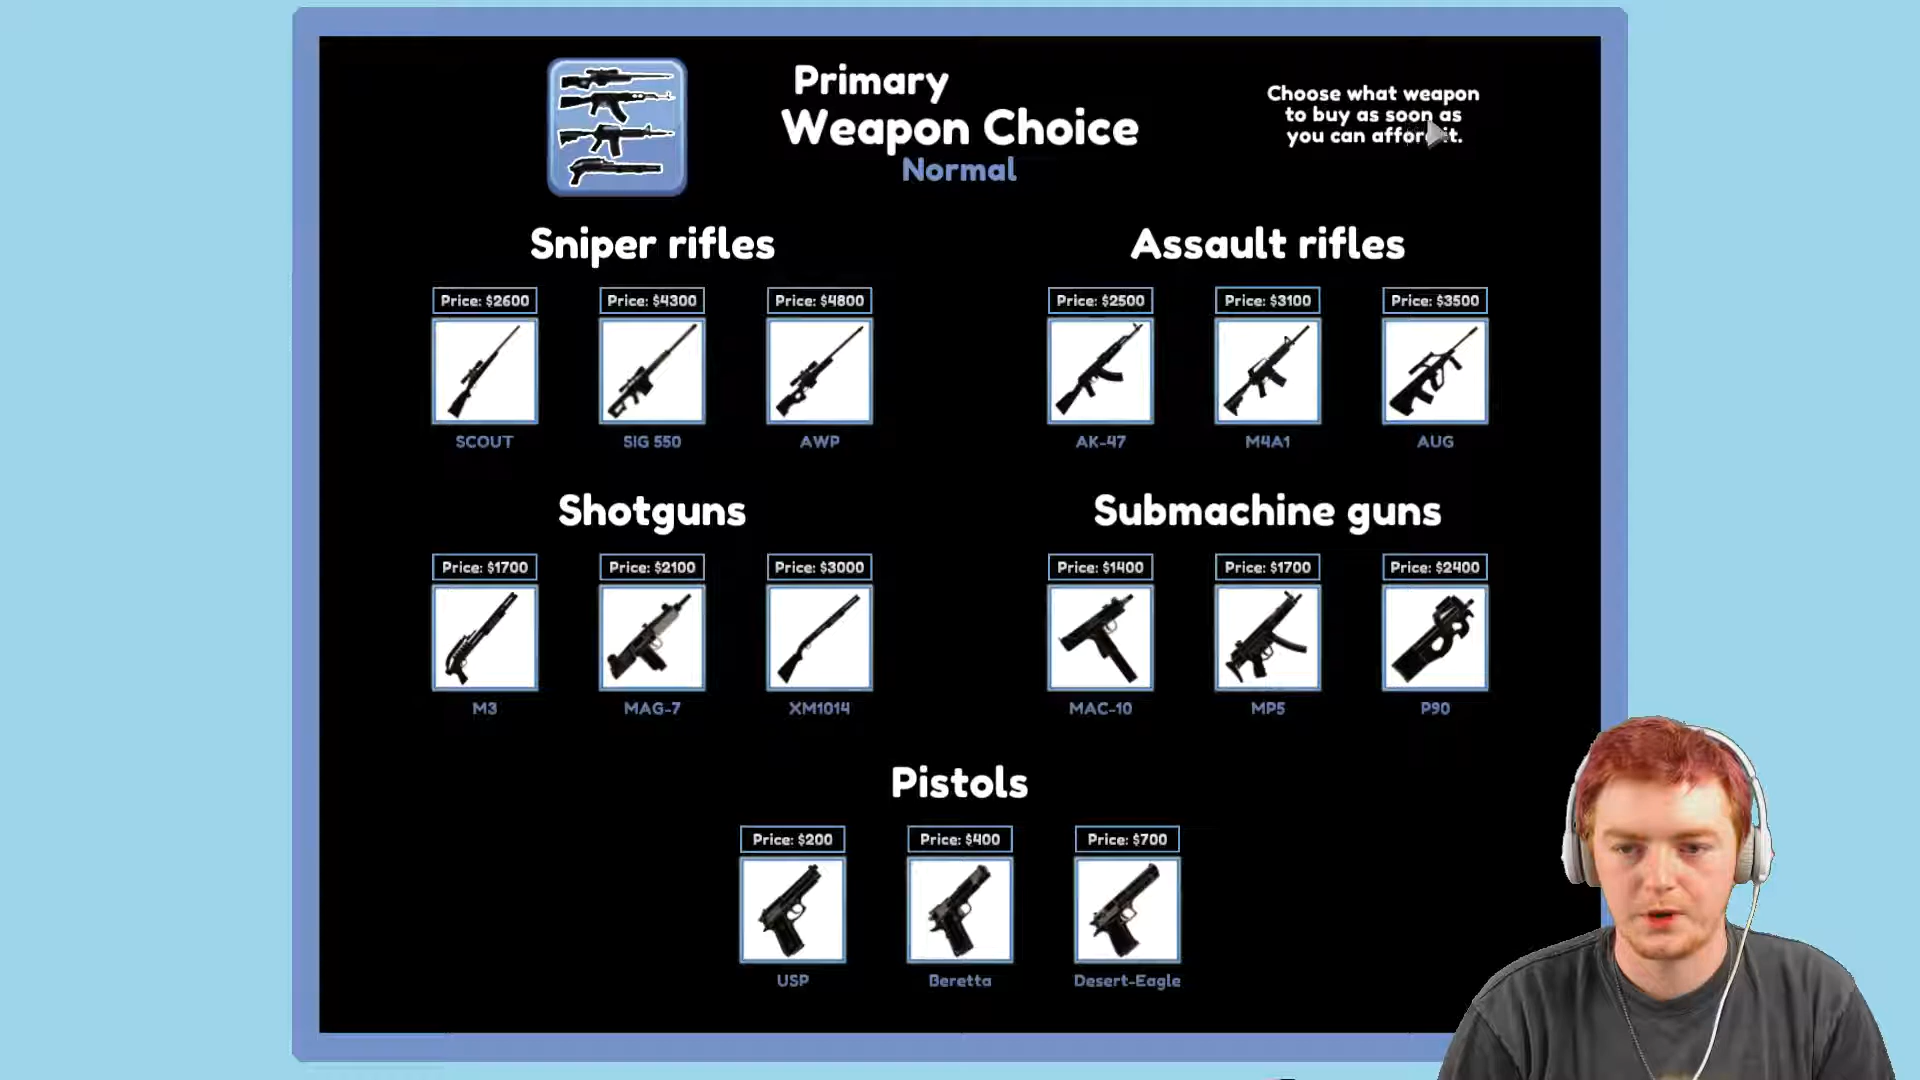 Primary
Weapon Choice
Normal
Choose what weapon
to buy as soon as
you can afford it.
Sniper rifles
Price: $2600
Price: $4300
Price: $4800
SCOUT
SIG 550
AWP
Assault rifles
Price: $2500
Price: $3100
Price: $3500
AK-47
M4A1
AUG
Shotguns
Price: $1700
Price: $2100
Price: $3000
M3
MAG-7
XM1014
Submachine guns
Price: $1400
Price: $1700
Price: $2400
MAC-10
MP5
P90
Pistols
Price: $200
Price: $400
Price: $700
USP
Beretta
Desert-Eagle